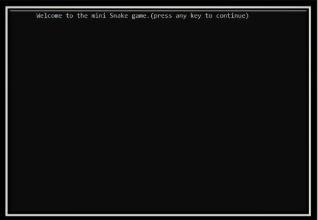 Welcome to the mini Snake game.(press any key to continue)